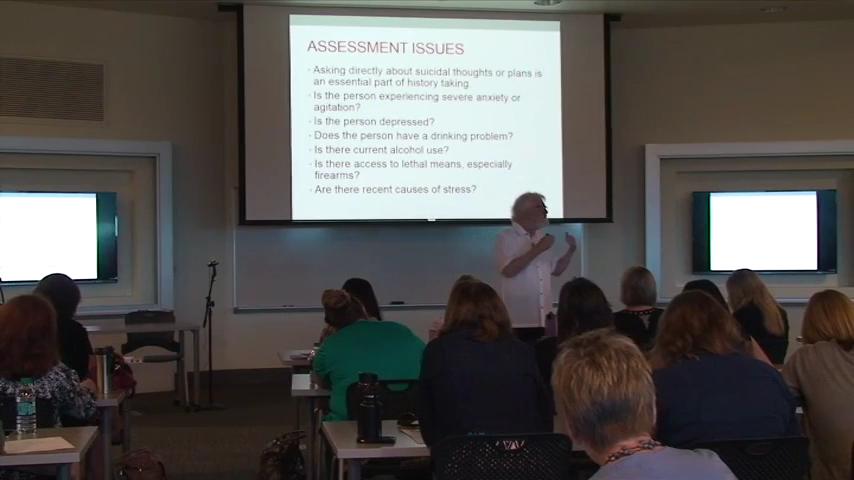 ASSESSMENT ISSUES
· Asking directly about suicidal thoughts or plans is
an essential part of history taking
· Is the person experiencing severe anxiety or
agitation?
· Is the person depressed?
· Does the person have a drinking problem?
· Is there current alcohol use?
· Is there access to lethal means, especially
firearms?
· Are there recent causes of stress?